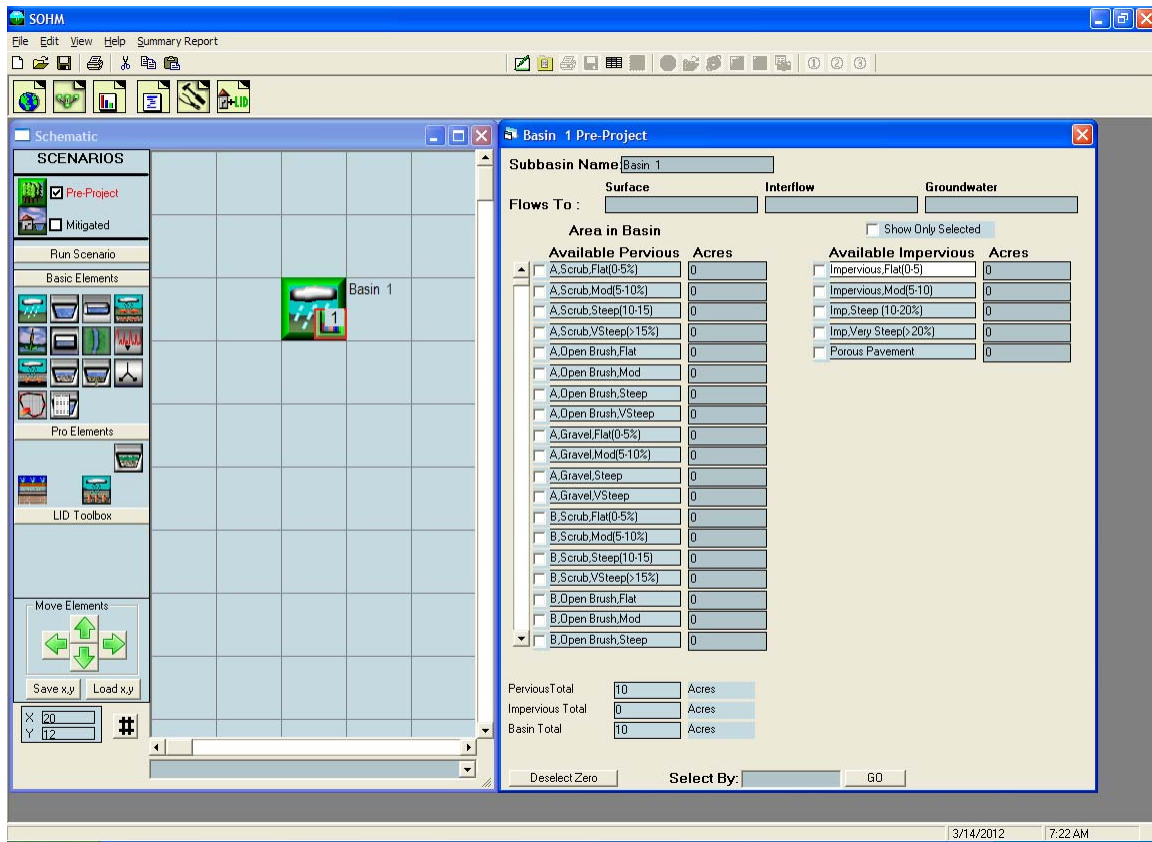 SOHM
File Edit View Help Summary Report
① ② ③
+LID
Schematic
SCENARIOS
Pre-Project
Mitigated
Run Scenario
Basic Elements
Pro Elements
LID Toolbox
Move Elements
Save x,y Load x,y
X 20
Y 12
#
Basin 1
1
Basin 1 Pre-Project
Subbasin Name: Basin 1
Surface Interflow Groundwater
Flows To :
Area in Basin Show Only Selected
Available Pervious Acres Available Impervious Acres
A,Scrub,Flat(0-5%) 0 Impervious,Flat(0-5) 0
A,Scrub,Mod(5-10%) 0 Impervious,Mod(5-10) 0
A,Scrub,Steep(10-15) 0 Imp,Steep (10-20%) 0
A,Scrub,VSteep(>15%) 0 Imp,Very Steep(>20%) 0
A,Open Brush,Flat 0 Porous Pavement 0
A,Open Brush,Mod 0
A,Open Brush,Steep 0
A,Open Brush,VSteep 0
A,Gravel,Flat(0-5%) 0
A,Gravel,Mod(5-10%) 0
A,Gravel,Steep 0
A,Gravel,VSteep 0
B,Scrub,Flat(0-5%) 0
B,Scrub,Mod(5-10%) 0
B,Scrub,Steep(10-15) 0
B,Scrub,VSteep(>15%) 0
B,Open Brush,Flat 0
B,Open Brush,Mod 0
B,Open Brush,Steep 0
PerviousTotal 10 Acres
Impervious Total 0 Acres
Basin Total 10 Acres
Deselect Zero Select By: GO
3/14/2012 7:22 AM